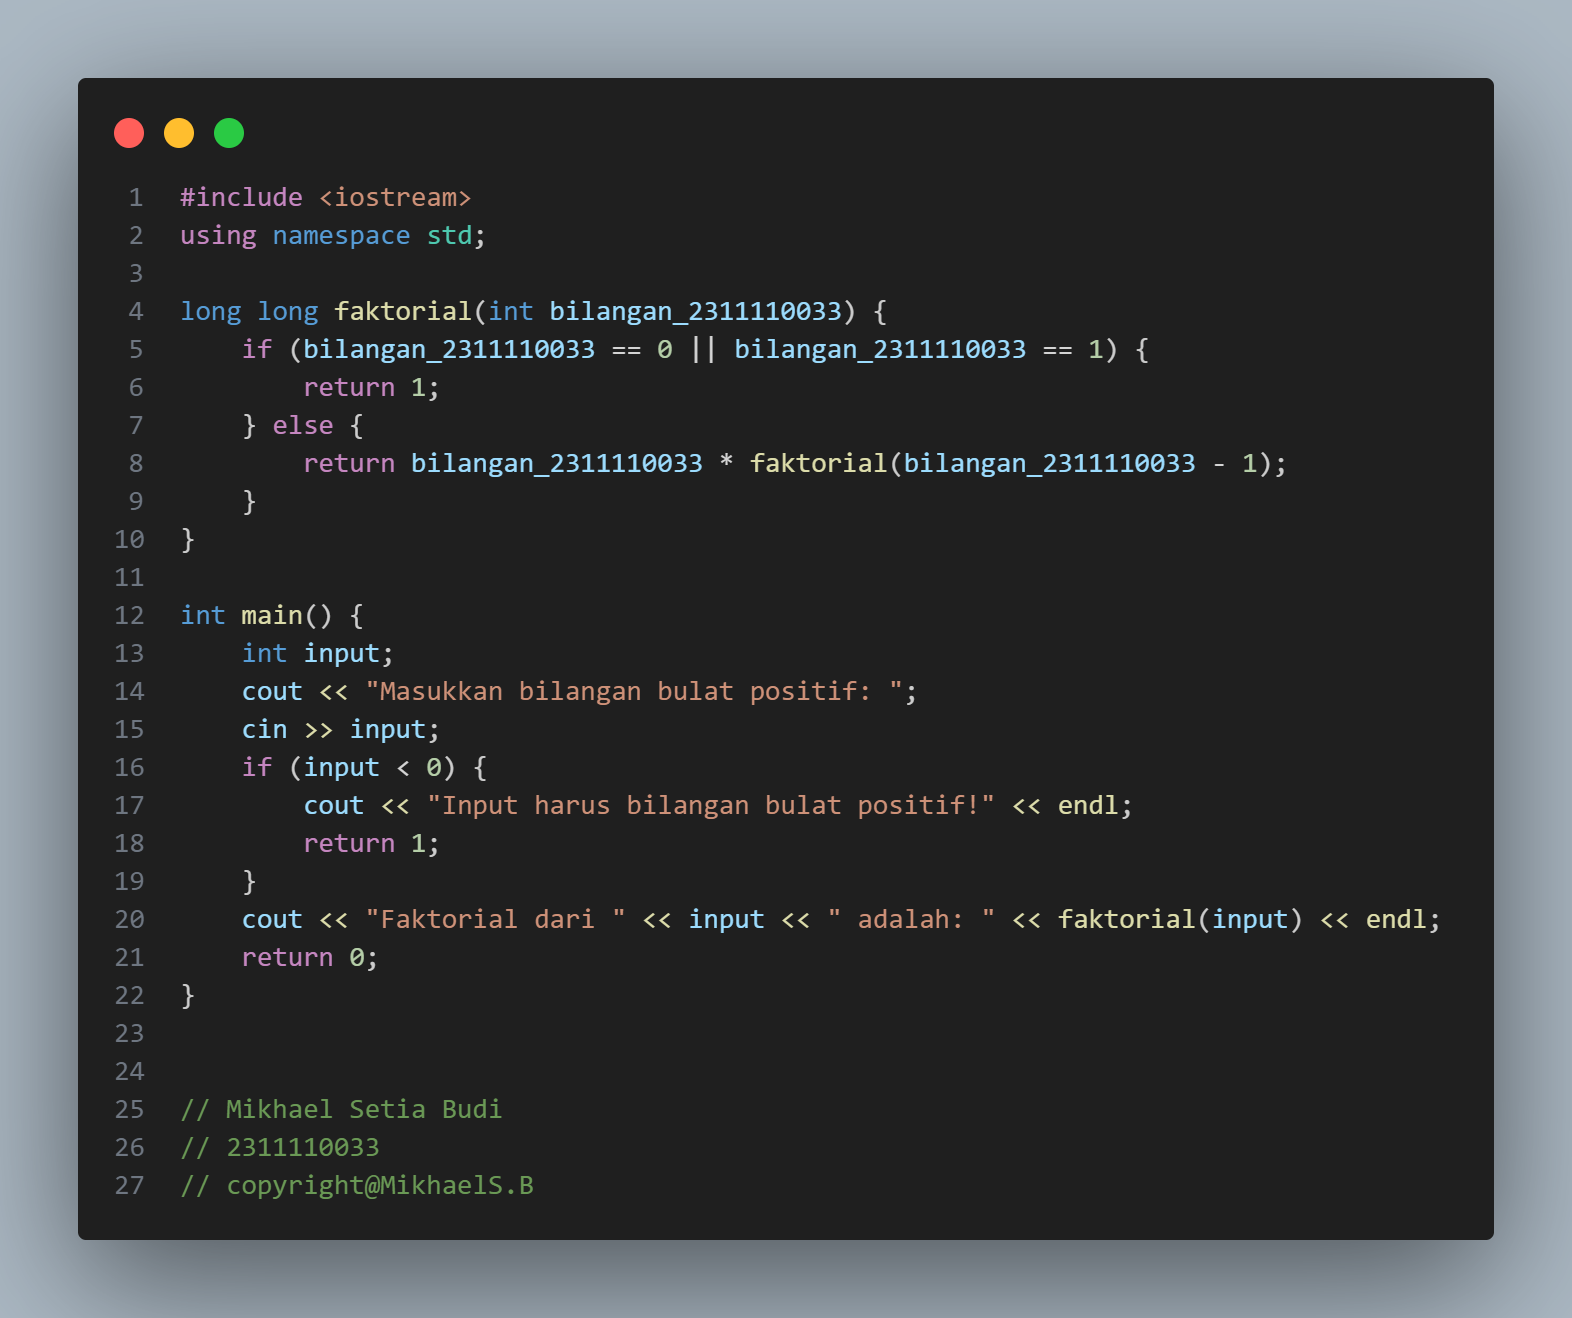 1 #include <iostream>
2 using namespace std;
3
4 long long faktorial(int bilangan_2311110033) {
5     if (bilangan_2311110033 == 0 || bilangan_2311110033 == 1) {
6         return 1;
7     } else {
8         return bilangan_2311110033 * faktorial(bilangan_2311110033 - 1);
9     }
10 }
11
12 int main() {
13     int input;
14     cout << "Masukkan bilangan bulat positif: ";
15     cin >> input;
16     if (input < 0) {
17         cout << "Input harus bilangan bulat positif!" << endl;
18         return 1;
19     }
20     cout << "Faktorial dari " << input << " adalah: " << faktorial(input) << endl;
21     return 0;
22 }
23
24
25 // Mikhael Setia Budi
26 // 2311110033
27 // copyright@MikhaelS.B